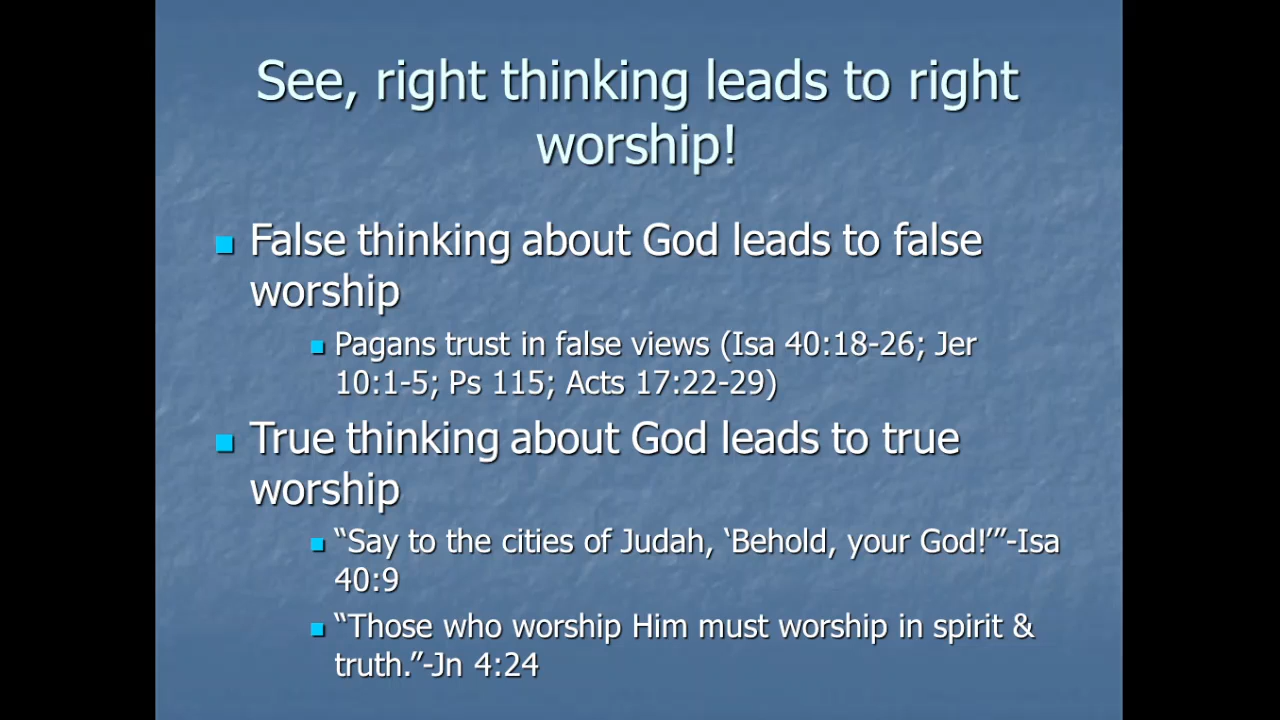 See, right thinking leads to right
worship!
False thinking about God leads to false
worship
Pagans trust in false views (Isa 40:18-26; Jer
10:1-5; Ps 115; Acts 17:22-29)
True thinking about God leads to true
worship
“Say to the cities of Judah, ‘Behold, your God!’”-Isa
40:9
“Those who worship Him must worship in spirit &
truth.”-Jn 4:24